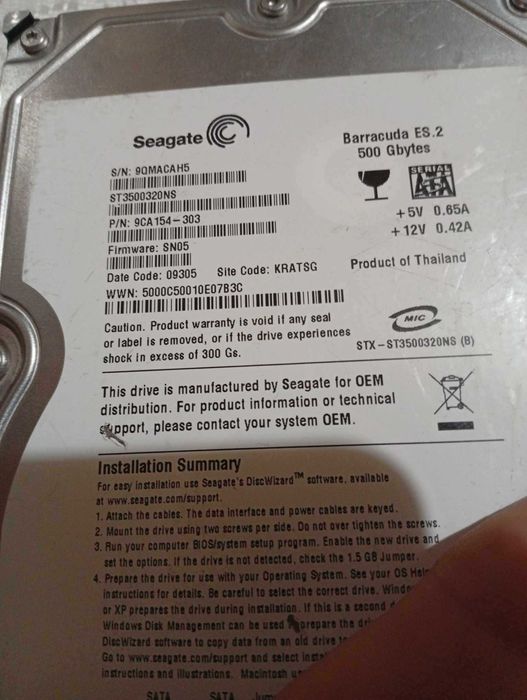 Seagate
Barracuda ES.2
500 Gbytes
S/N: 9QMACAH5
ST3500320NS
P/N: 9CA154-303
Firmware: SN05
Date Code: 09305 Site Code: KRATSG
WWN: 5000C50010E07B3C
SERIAL
ATA
+5V 0.65A
+12V 0.42A
Product of Thailand
Caution. Product warranty is void if any seal
or label is removed, or if the drive experiences
shock in excess of 300 Gs.
MIC
STX-ST3500320NS (B)
This drive is manufactured by Seagate for OEM
distribution. For product information or technical
support, please contact your system OEM.
Installation Summary
For easy installation use Seagate's DiscWizard™ software, available
at www.seagate.com/support.
1. Attach the cables. The data interface and power cables are keyed.
2. Mount the drive using two screws per side. Do not over tighten the screws.
3. Run your computer BIOS/system setup program. Enable the new drive and
set the options. If the drive is not detected, check the 1.5 GB Jumper.
4. Prepare the drive for use with your Operating System. See your OS Help
instructions for details. Be careful to select the correct drive.
or XP prepares the drive during installation. If this is a second
Windows Disk Management can be used prepare the
DiscWizard software to copy data from an old drive
Go to www.seagate.com/support and select
instructions and illustrations. Macintosh
SATA SATA